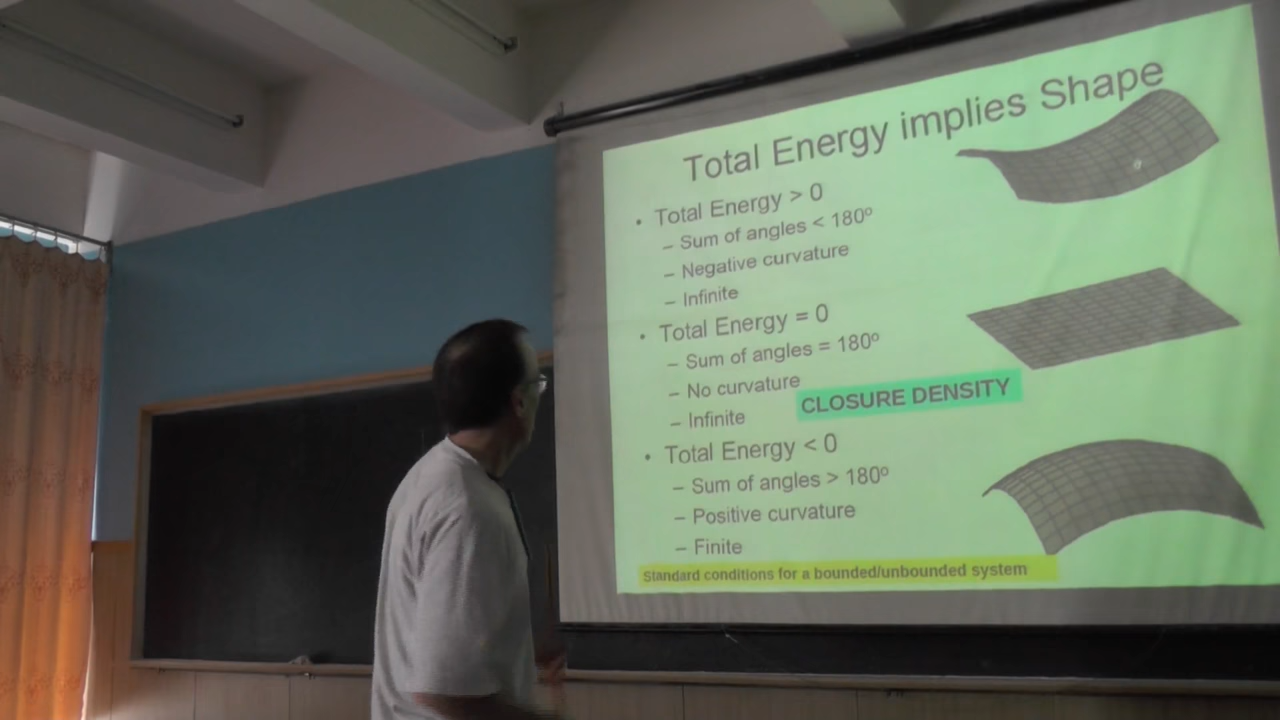 Total Energy implies Shape
• Total Energy > 0
– Sum of angles < 180º
– Negative curvature
– Infinite
• Total Energy = 0
– Sum of angles = 180º
– No curvature
– Infinite
CLOSURE DENSITY
• Total Energy < 0
– Sum of angles > 180º
– Positive curvature
– Finite
Standard conditions for a bounded/unbounded system